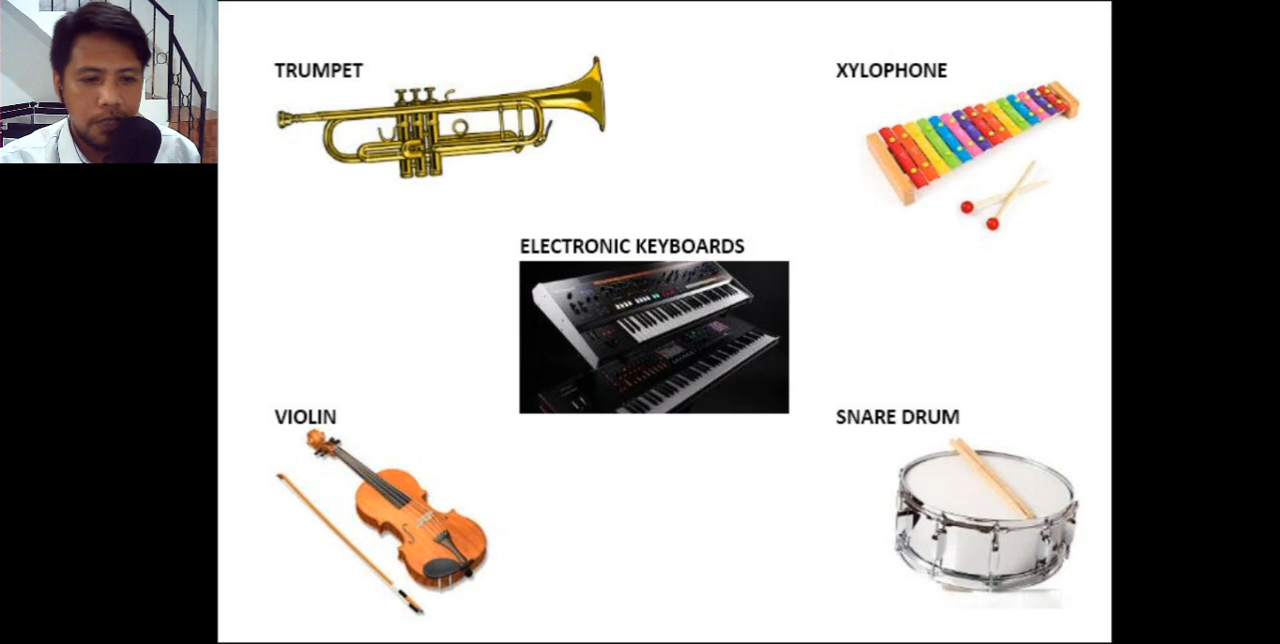 TRUMPET
XYLOPHONE
ELECTRONIC KEYBOARDS
VIOLIN
SNARE DRUM